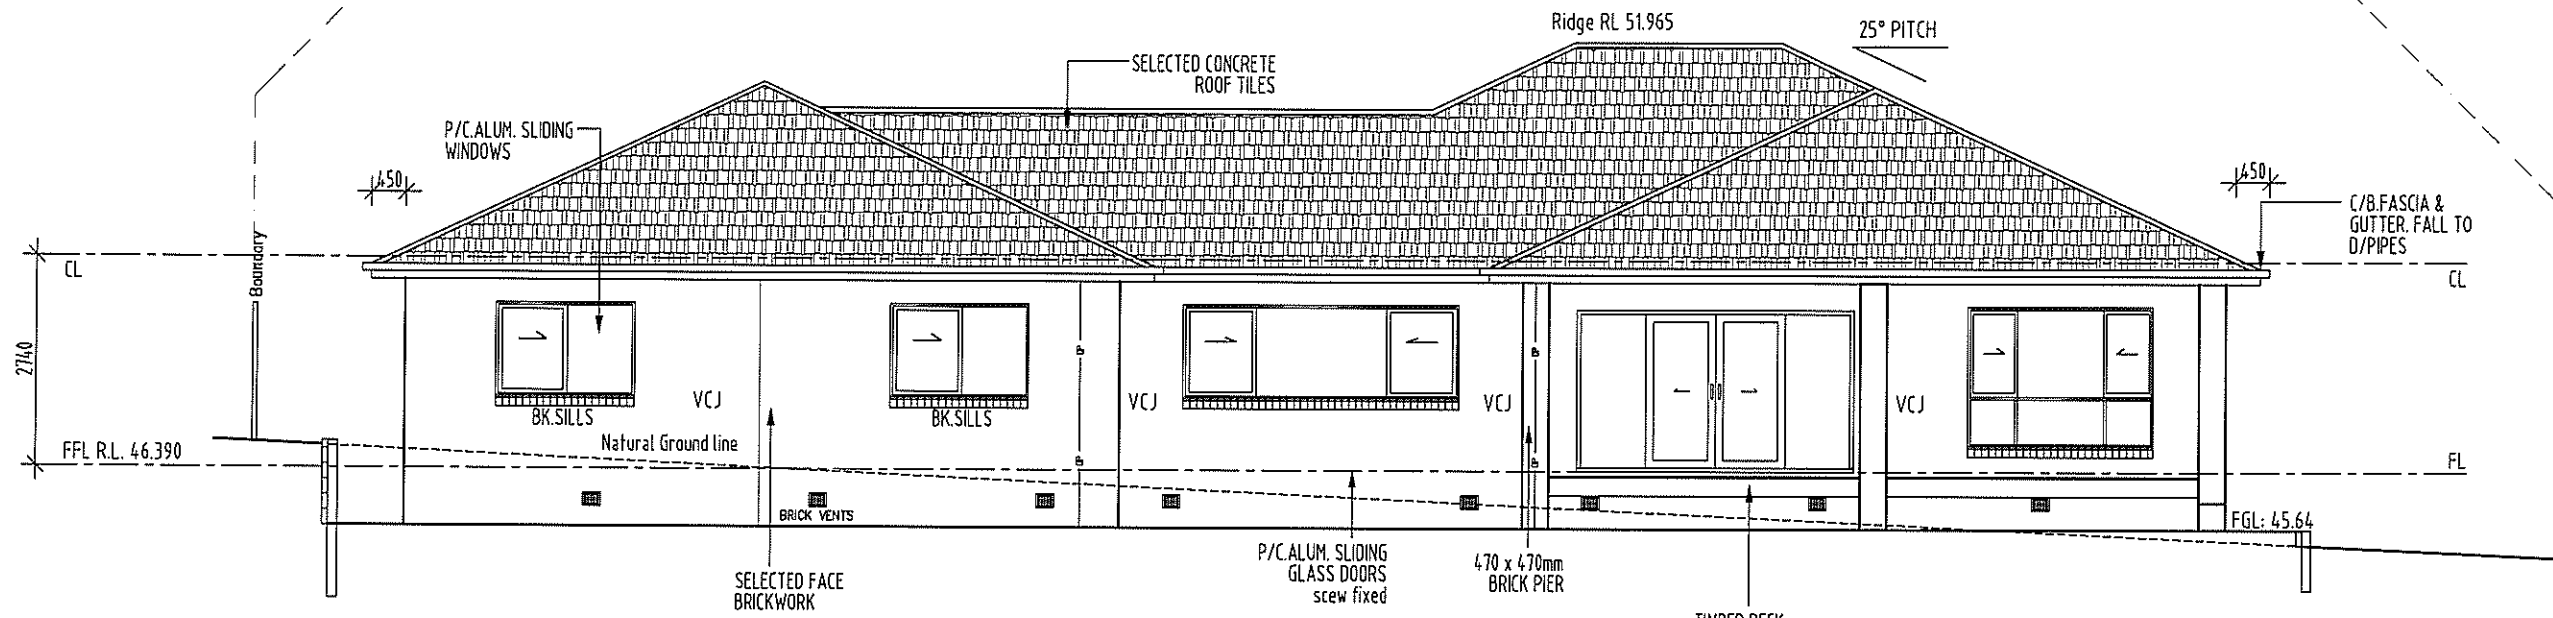 Ridge RL 51.965
25° PITCH
SELECTED CONCRETE
ROOF TILES
P/C.ALUM. SLIDING
WINDOWS
450
450
C/B.FASCIA &
GUTTER. FALL TO
D/PIPES
CL
CL
Boundary
2740
BK.SILLS
VCJ
BK.SILLS
VCJ
VCJ
VCJ
Natural Ground line
FFL R.L. 46.390
FL
BRICK VENTS
FGL: 45.64
P/C.ALUM. SLIDING
GLASS DOORS
scew fixed
470 x 470mm
BRICK PIER
SELECTED FACE
BRICKWORK
TIMBER DECK